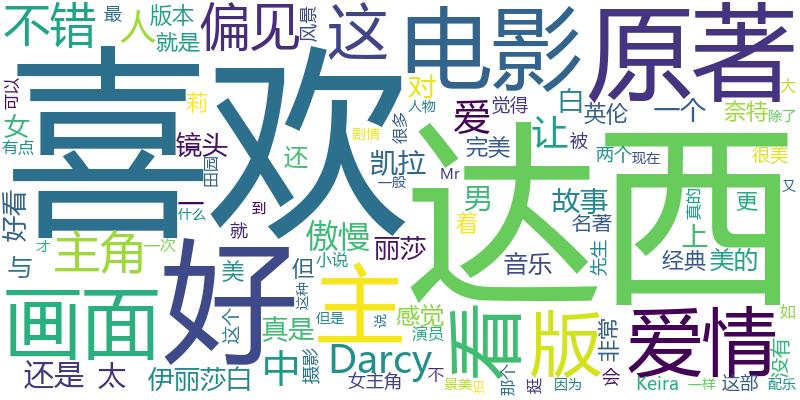 不错
最
版本
人
就是
偏见
风景
这
电影
原著
喜欢
达西
可以
莉
对
人物
觉得
爱
白
英伦
一个
奈特
大
除了
女
有点
镜头
还
田园
剧情
很多
凯拉
完美
让
被
两个
现在
很美
好看
一
什么
到
就
一般
Mr
男
着
故事
名著
真的
更
又
与
主角
才
一次
好
傲慢
丽莎
美
但
小说
音乐
先生
上
经典
美的
画面
这个
真是
但是
这种
主
说
感觉
演员
看
版
非常
爱情
没有
如
还是
太
伊丽莎白
中
摄影
Darcy
女主角
不
景美
把
那个
挺
因为
会
Keira
一样
这部
配乐